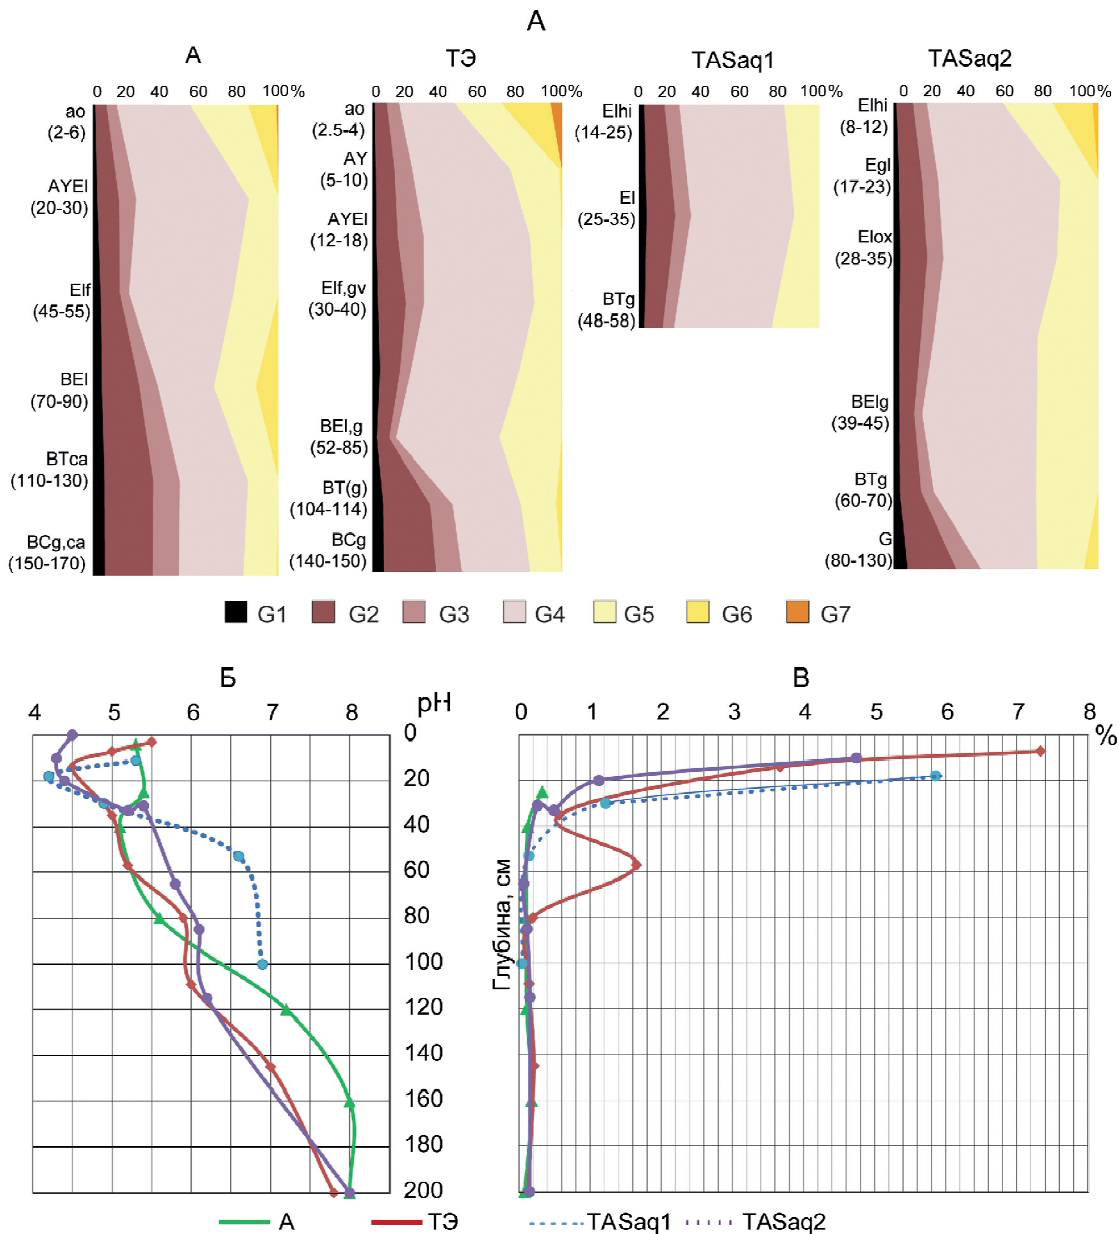 А
А
ТЭ
TASaq1
TASaq2
0 20 40 60 80 100%
0 20 40 60 80 100%
0 20 40 60 80 100%
0 20 40 60 80 100%
ao
(2-6)
AYEl
(20-30)
Elf
(45-55)
BEl
(70-90)
BTca
(110-130)
BCg,ca
(150-170)
ao
(2.5-4)
AY
(5-10)
AYEl
(12-18)
Elf,gv
(30-40)
BEl,g
(52-85)
BT(g)
(104-114)
BCg
(140-150)
Elhi
(14-25)
El
(25-35)
BTg
(48-58)
Elhi
(8-12)
Egl
(17-23)
Elox
(28-35)
BElg
(39-45)
BTg
(60-70)
G
(80-130)
G1 G2 G3 G4 G5 G6 G7
Б
4 5 6 7 8 pH
0
20
40
60
80
100
120
140
160
180
200
В
0 1 2 3 4 5 6 7 8
%
Глубина, см
А ТЭ TASaq1 TASaq2